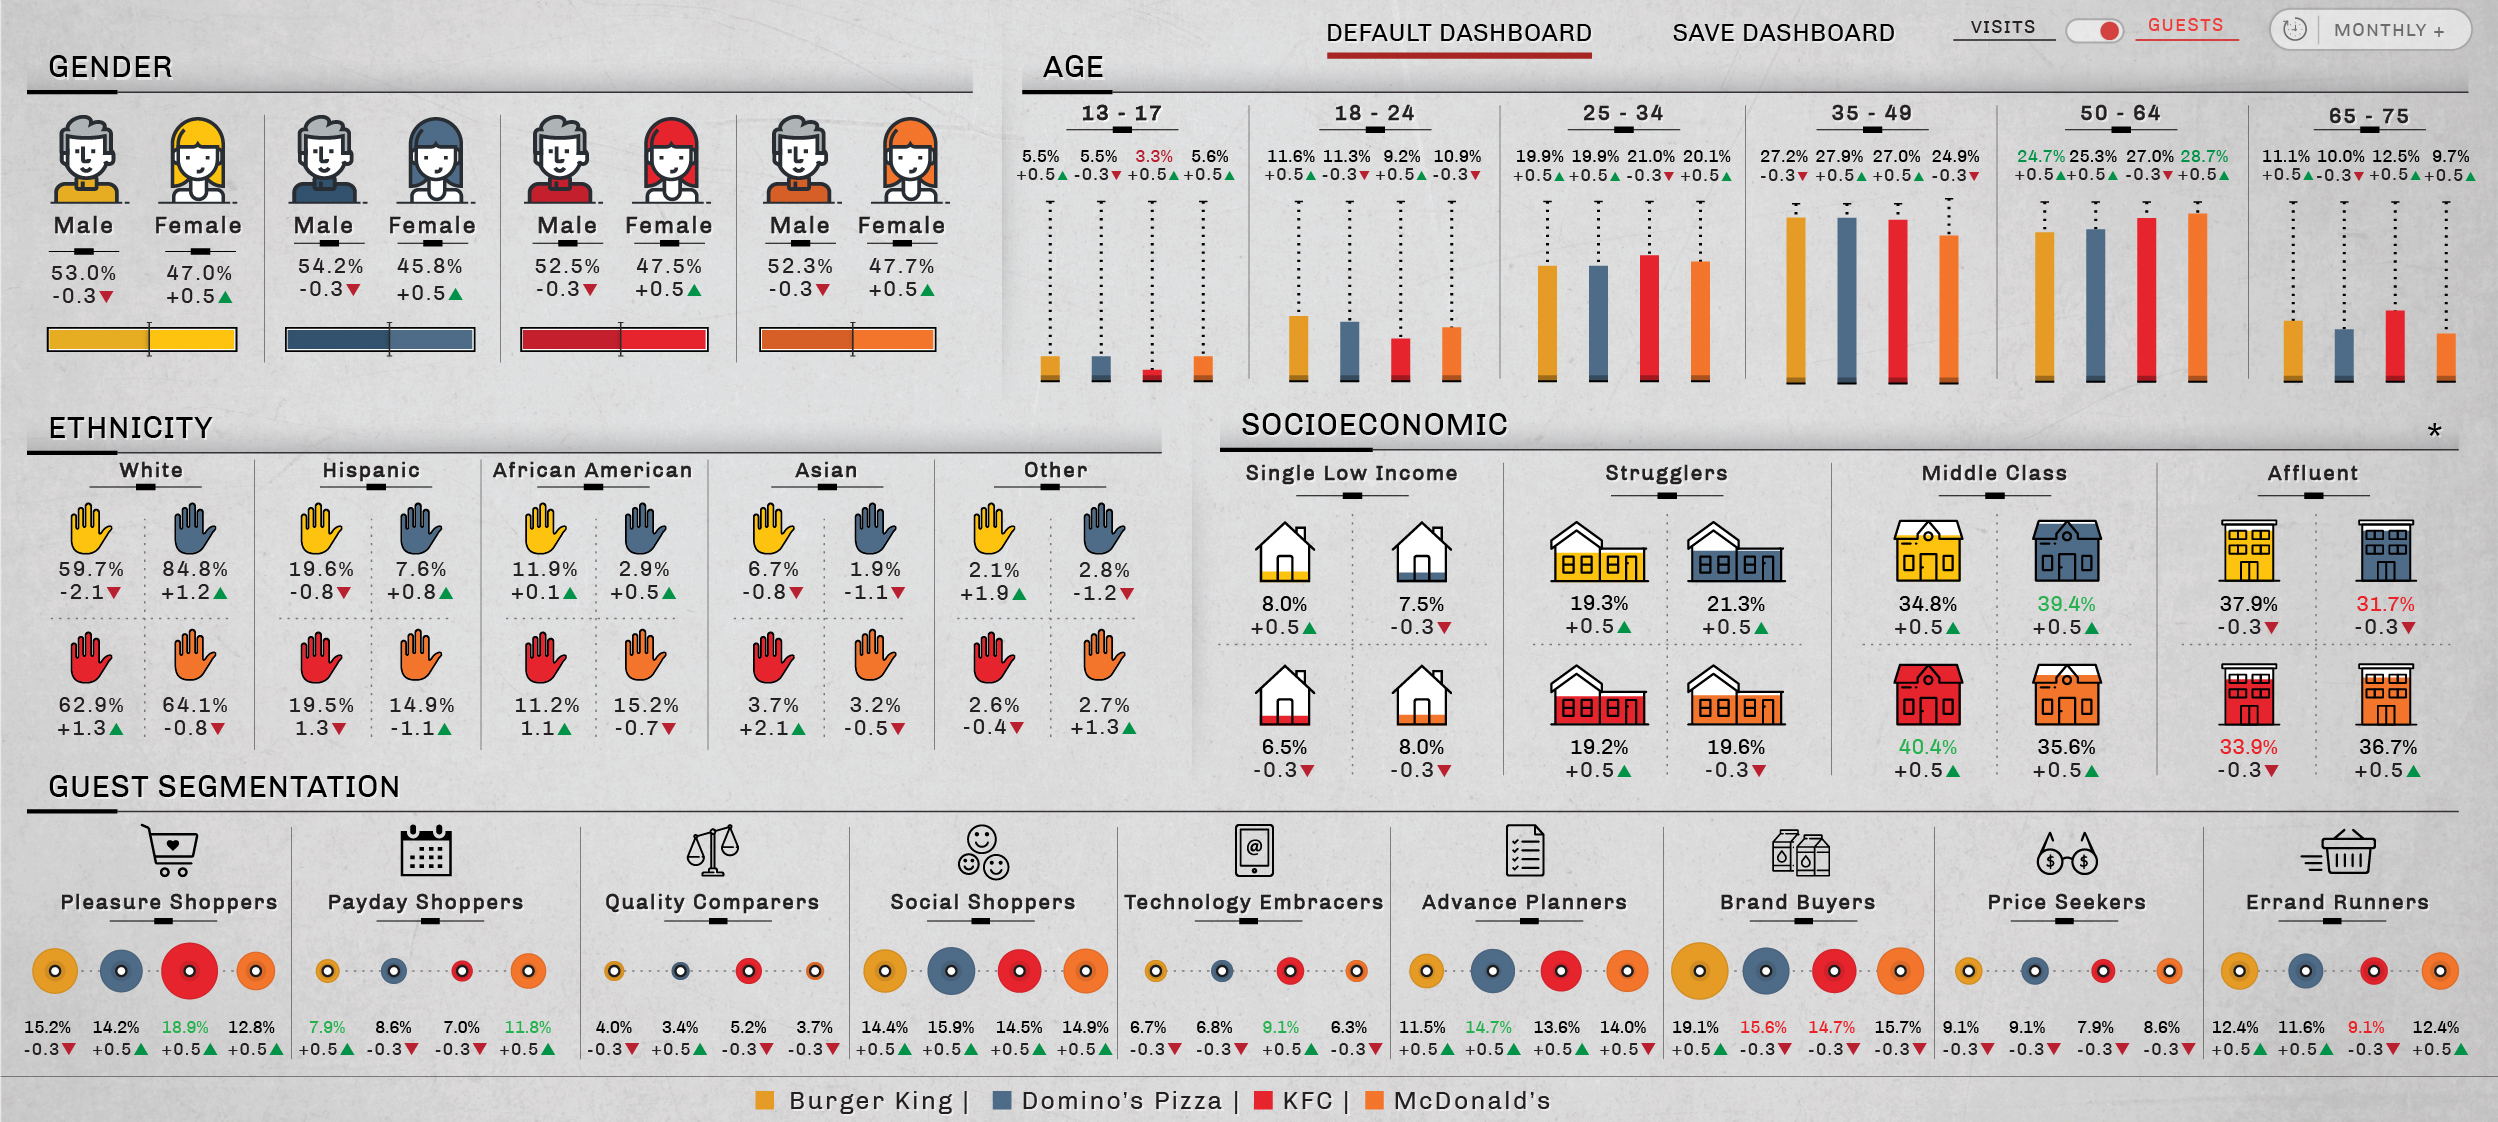 DEFAULT DASHBOARD SAVE DASHBOARD VISITS GUESTS MONTHLY +
GENDER
Male Female Male Female Male Female Male Female
53.0% 47.0% 54.2% 45.8% 52.5% 47.5% 52.3% 47.7%
-0.3▼ +0.5▲ -0.3▼ +0.5▲ -0.3▼ +0.5▲ -0.3▼ +0.5▲
AGE
13 - 17 18 - 24 25 - 34 35 - 49 50 - 64 65 - 75
5.5% 5.5% 3.3% 5.6% 11.6% 11.3% 9.2% 10.9% 19.9% 19.9% 21.0% 20.1% 27.2% 27.9% 27.0% 24.9% 24.7% 25.3% 27.0% 28.7% 11.1% 10.0% 12.5% 9.7%
+0.5▲ -0.3▼ +0.5▲ +0.5▲ +0.5▲ -0.3▼ +0.5▲ -0.3▼ +0.5▲ +0.5▲ -0.3▼ +0.5▲ -0.3▼ +0.5▲ +0.5▲ -0.3▼ +0.5▲ +0.5▲ -0.3▼ +0.5▲ +0.5▲ -0.3▼ +0.5▲ +0.5▲
ETHNICITY
White Hispanic African American Asian Other
59.7% 84.8% 19.6% 7.6% 11.9% 2.9% 6.7% 1.9% 2.1% 2.8%
-2.1▼ +1.2▲ -0.8▼ +0.8▲ +0.1▲ +0.5▲ -0.8▼ -1.1▼ +1.9▲ -1.2▼
62.9% 64.1% 19.5% 14.9% 11.2% 15.2% 3.7% 3.2% 2.6% 2.7%
+1.3▲ -0.8▼ 1.3▼ -1.1▲ 1.1▲ -0.7▼ +2.1▲ -0.5▼ -0.4▼ +1.3▲
SOCIOECONOMIC *
Single Low Income Strugglers Middle Class Affluent
8.0% 7.5% 19.3% 21.3% 34.8% 39.4% 37.9% 31.7%
+0.5▲ -0.3▼ +0.5▲ +0.5▲ +0.5▲ +0.5▲ -0.3▼ -0.3▼
6.5% 8.0% 19.2% 19.6% 40.4% 35.6% 33.9% 36.7%
-0.3▼ -0.3▼ +0.5▲ -0.3▼ +0.5▲ +0.5▲ -0.3▼ +0.5▲
GUEST SEGMENTATION
@ $ $
Pleasure Shoppers Payday Shoppers Quality Comparers Social Shoppers Technology Embracers Advance Planners Brand Buyers Price Seekers Errand Runners
15.2% 14.2% 18.9% 12.8% 7.9% 8.6% 7.0% 11.8% 4.0% 3.4% 5.2% 3.7% 14.4% 15.9% 14.5% 14.9% 6.7% 6.8% 9.1% 6.3% 11.5% 14.7% 13.6% 14.0% 19.1% 15.6% 14.7% 15.7% 9.1% 9.1% 7.9% 8.6% 12.4% 11.6% 9.1% 12.4%
-0.3▼ +0.5▲ +0.5▲ +0.5▲ +0.5▲ -0.3▼ -0.3▼ +0.5▲ -0.3▼ +0.5▲ -0.3▼ -0.3▼ +0.5▲ +0.5▲ +0.5▲ +0.5▲ -0.3▼ -0.3▼ +0.5▲ -0.3▼ +0.5▲ +0.5▲ +0.5▲ +0.5▼ +0.5▲ -0.3▼ -0.3▼ -0.3▼ -0.3▼ -0.3▼ -0.3▼ -0.3▼ +0.5▲ +0.5▲ -0.3▼ +0.5▲
Burger King | Domino's Pizza | KFC | McDonald's